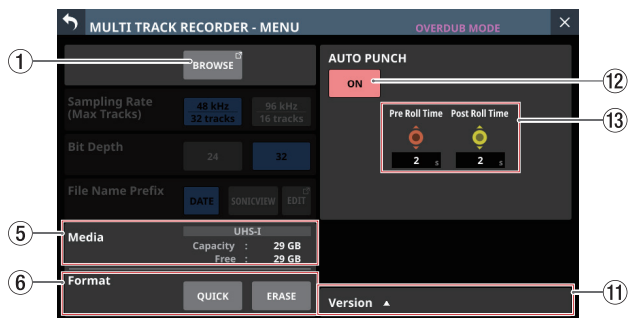 MULTI TRACK RECORDER - MENU
OVERDUB MODE
①
BROWSE
Sampling Rate
(Max Tracks)
48 kHz
32 tracks
96 kHz
16 tracks
Bit Depth
24
32
File Name Prefix
DATE
SONICVIEW
EDIT
⑤
Media
UHS-I
Capacity : 29 GB
Free : 29 GB
⑥
Format
QUICK
ERASE
AUTO PUNCH
ON
⑫
Pre Roll Time
Post Roll Time
⑬
2 s
2 s
Version ▲
⑪